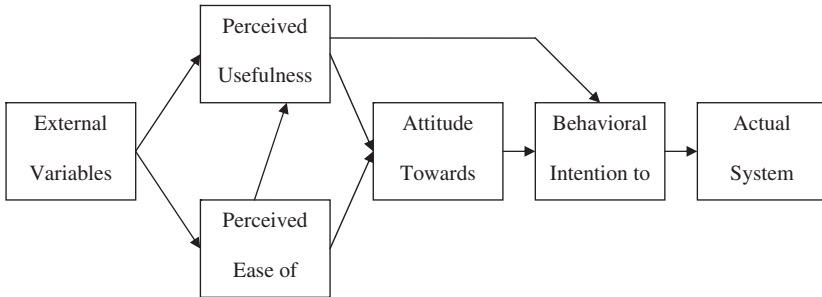 Perceived
Usefulness
External
Variables
Perceived
Ease of
Attitude
Towards
Behavioral
Intention to
Actual
System